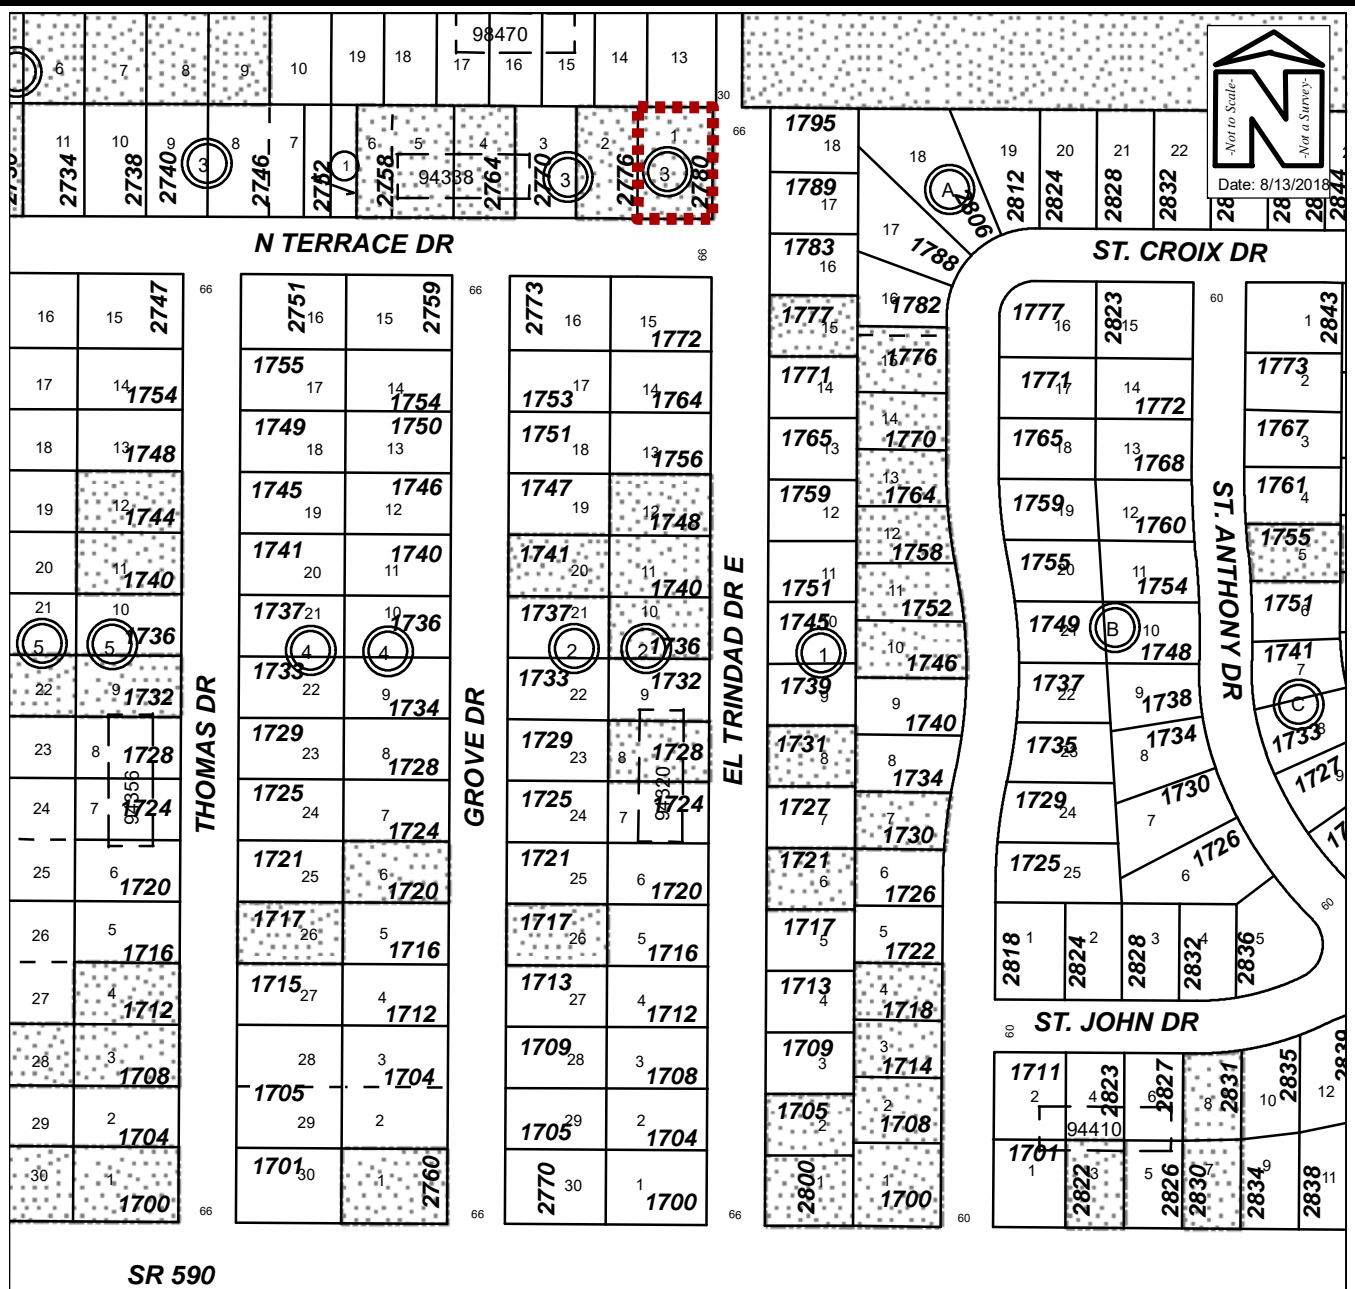 98470
6 7 8 9 10 19 18 17 16 15 14 13
30
-Not to Scale-
-Not a Survey-
Date: 8/13/2018
11 10 9 8 7 6 5 4 3 2 1
2734 2738 2740 3 2746 2752 1 2758 94338 2764 2770 3 2776 3 2780
66
1795 18
1789 17
1783 16
18 A 2806
17 1788
16 1782
19 20 21 22
2812 2824 2828 2832 2844
N TERRACE DR
ST. CROIX DR
66 66 66 60
16 15 2747
2751 16 15 2759
2773 16 15 1772
1777 15
15 1776
1777 16 2823 15
1 2843
17 14 1754
1755 17 14 1754
1753 17 14 1764
1771 14
14 1770
1771 17 14 1772
1773 2
18 13 1748
1749 18 1750 13
1751 18 13 1756
1765 13
13 1764
1765 18 13 1768
1767 3
19 12 1744
1745 19 1746 12
1747 19 12 1748
1759 12
12 1758
1759 19 12 1760
1761 4
20 11 1740
1741 20 1740 11
1741 20 11 1740
1751 11
11 1752
1755 20 11 1754
1755 5
21 5 10 5 1736
1737 21 4 10 4 1736
1737 21 2 10 2 1736
1745 10 1
10 1746
1749 21 B 10 1748
1751 6
22 9 1732
1733 22 9 1734
1733 22 9 1732
1739 9
9 1740
1737 22 9 1738
1741 7 C
23 8 1728
1729 23 8 1728
1729 23 8 1728
1731 8
8 1734
1735 23 8 1734
1733 8
24 7 1724 94356
1725 24 7 1724
1725 24 7 1724 94320
1727 7
7 1730
1729 24 7 1730
1727 9
THOMAS DR
GROVE DR
EL TRINDAD DR E
ST. ANTHONY DR
25 6 1720
1721 25 6 1720
1721 25 6 1720
1721 6
6 1726
1725 25 6 1726
60
26 5 1716
1717 26 5 1716
1717 26 5 1716
1717 5
5 1722
2818 1 2824 2 2828 3 2832 4 2836 5
27 4 1712
1715 27 4 1712
1713 27 4 1712
1713 4
4 1718
60
ST. JOHN DR
28 3 1708
28 3 1704
1709 28 3 1708
1709 3
3 1714
1711 2 4 2823 6 2827 8 2831 10 2835 12 2839
29 2 1704
1705 29 2
1705 29 2 1704
1705 2
2 1708
94410
30 1 1700
1701 30 1 2760
2770 30 1 1700
2800 1
1 1700
1701 1 2822 3 5 2826 2830 7 2834 9 2838 11
66 66 66 60
SR 590